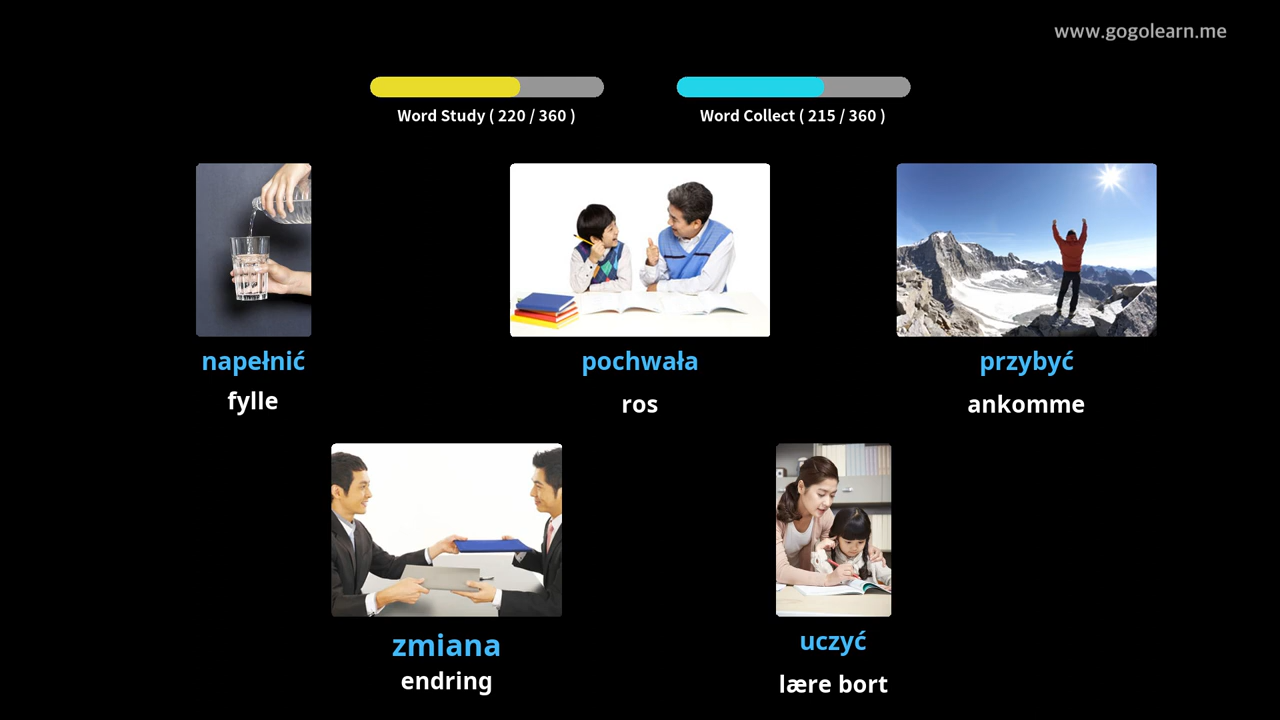 www.gogolearn.me
Word Study ( 220 / 360 )
Word Collect ( 215 / 360 )
napełnić
fylle
pochwała
ros
przybyć
ankomme
zmiana
endring
uczyć
lære bort